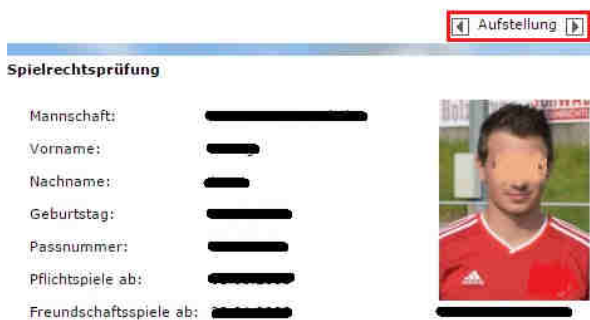 Aufstellung
Spielrechtsprüfung
Mannschaft:
Vorname:
Nachname:
Geburtstag:
Passnummer:
Pflichtspiele ab:
Freundschaftsspiele ab: